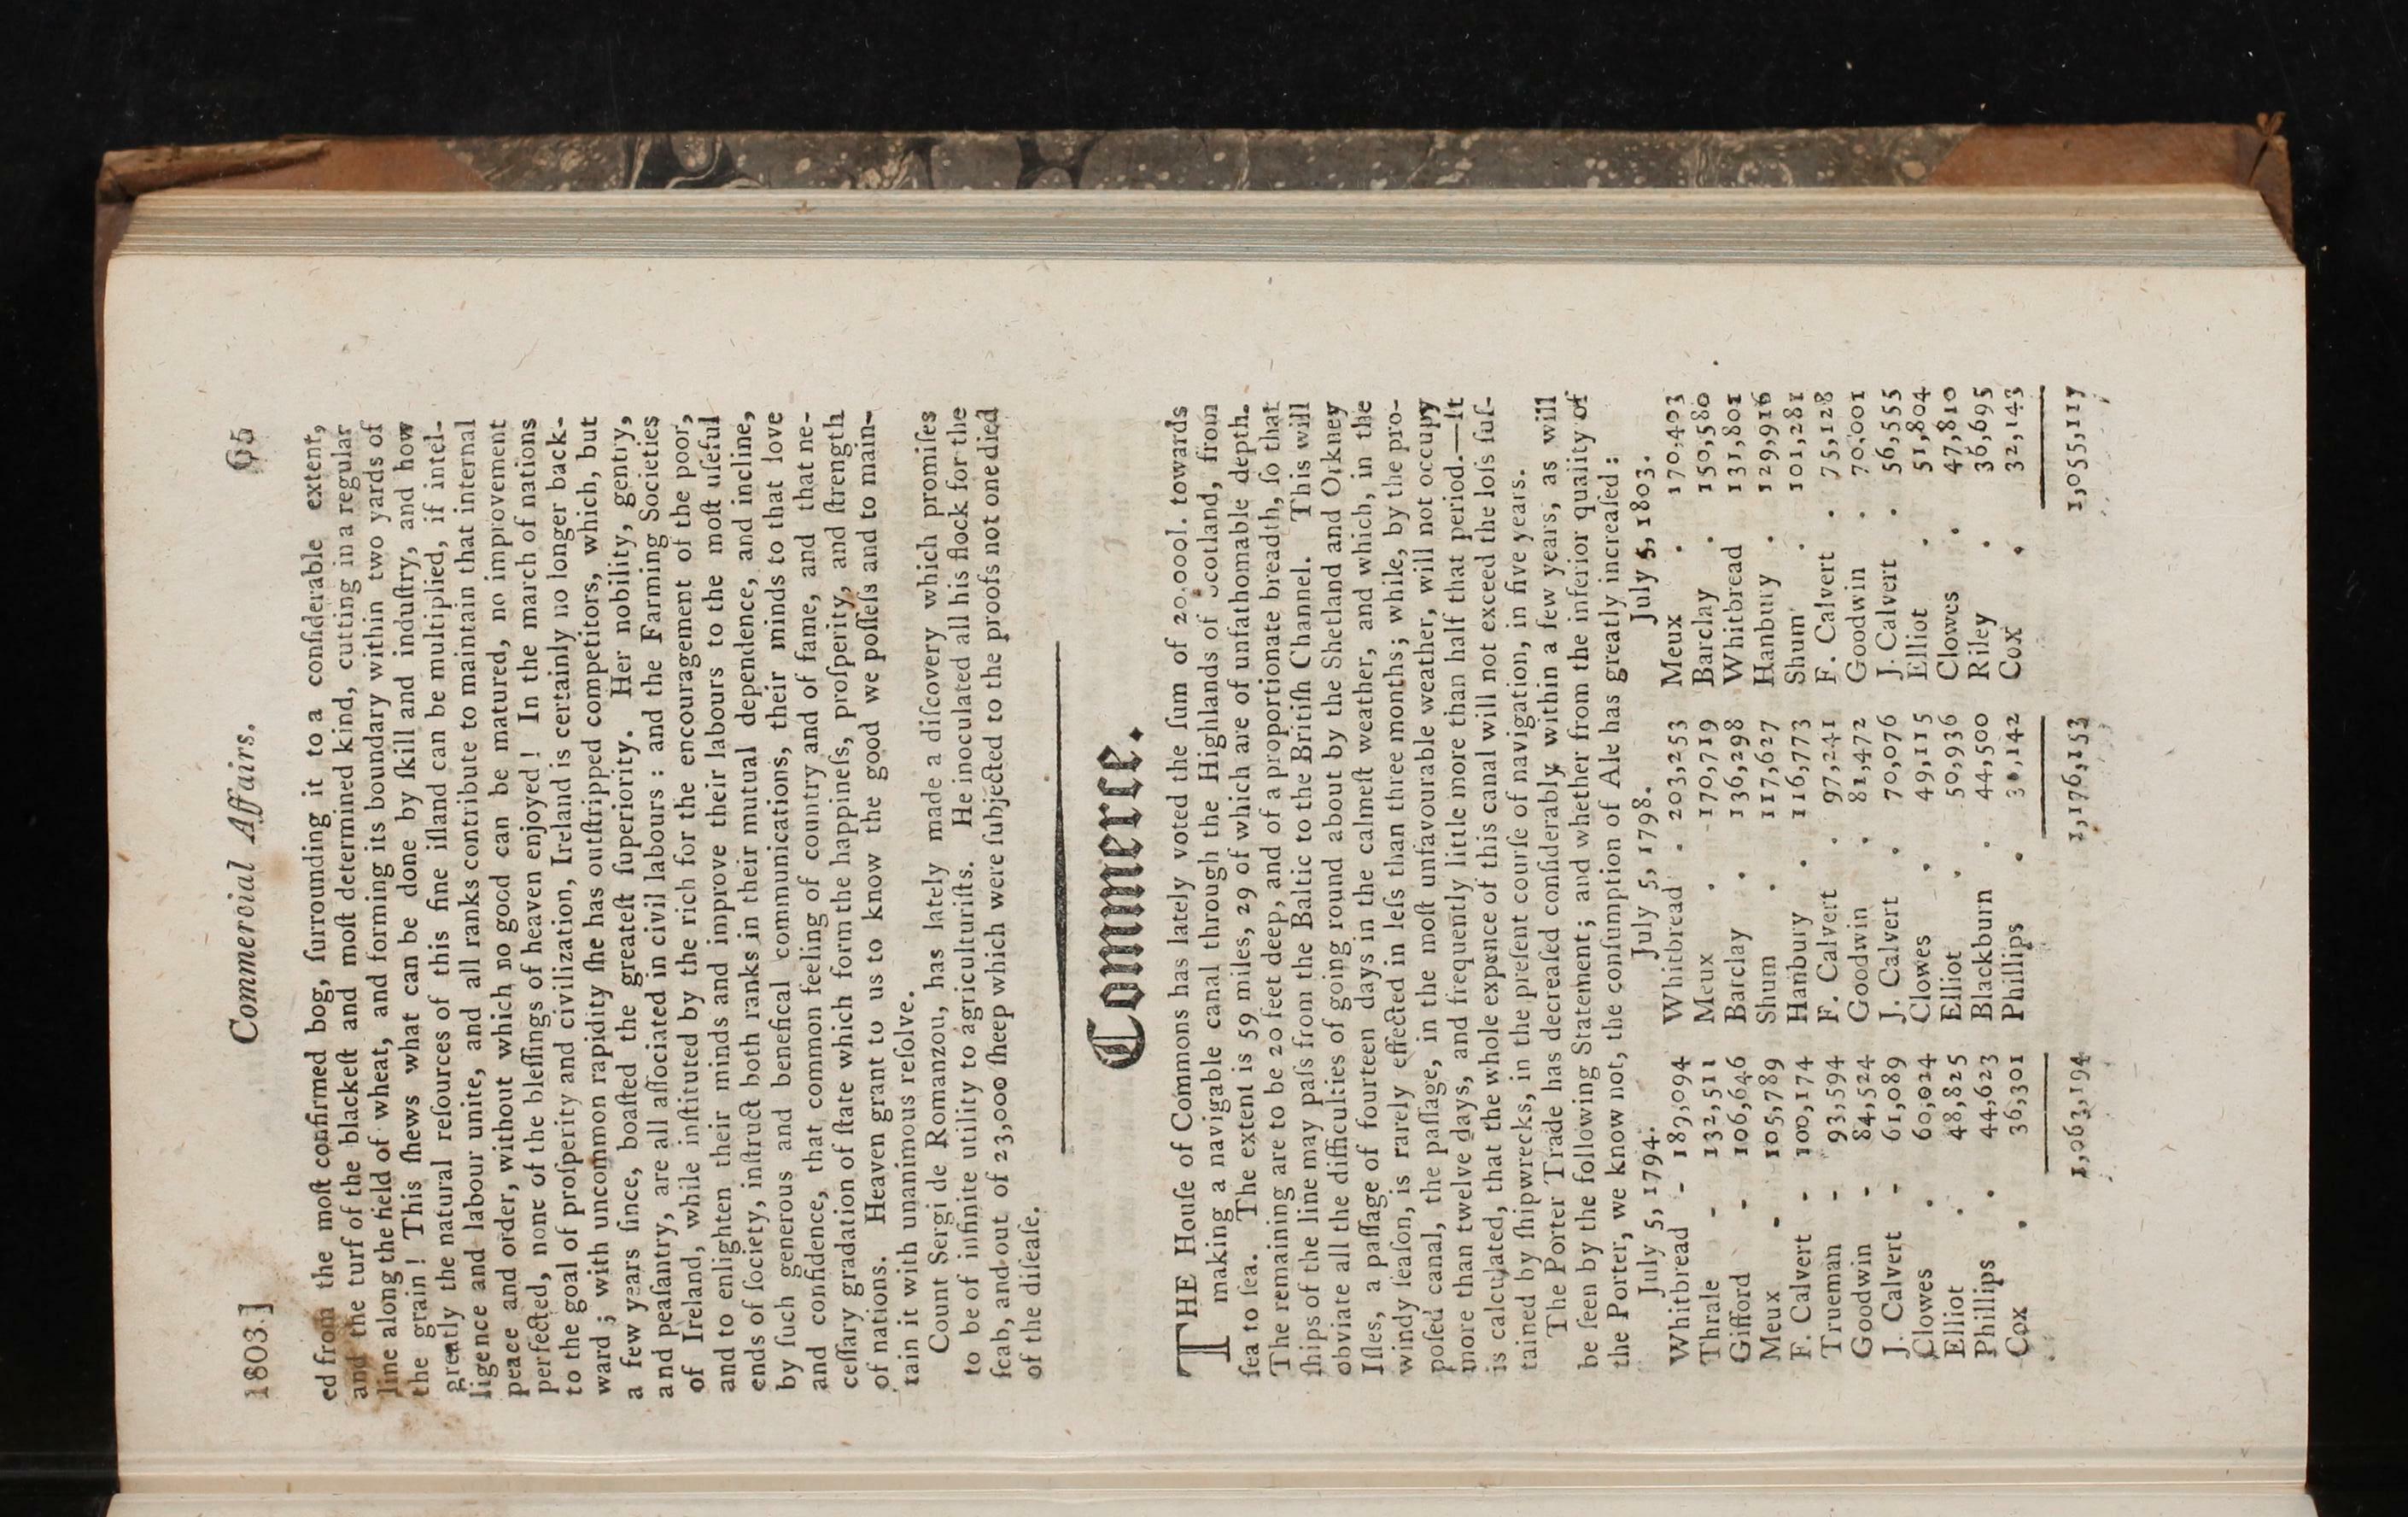 1803.] Commercial Affairs. 65
ed from the moſt confirmed bog, ſurrounding it to a conſiderable extent,
and the turf of the blackeſt and moſt determined kind, cutting in a regular
line along the field of wheat, and forming its boundary within two yards of
the grain! This ſhews what can be done by ſkill and induſtry, and how
greatly the natural reſources of this fine iſland can be multiplied, if intel-
ligence and labour unite, and all ranks contribute to maintain that internal
peace and order, without which no good can be matured, no improvement
perfected, none of the bleſſings of heaven enjoyed! In the march of nations
to the goal of proſperity and civilization, Ireland is certainly no longer back-
ward; with uncommon rapidity ſhe has outſtripped competitors, which, but
a few years ſince, boaſted the greateſt ſuperiority. Her nobility, gentry,
and peaſantry, are all aſſociated in civil labours: and the Farming Societies
of Ireland, while inſtituted by the rich for the encouragement of the poor,
and to enlighten their minds and improve their labours to the moſt uſeful
ends of ſociety, inſtruct both ranks in their mutual dependence, and incline,
by ſuch generous and benefical communications, their minds to that love
and confidence, that common feeling of country and of fame, and that ne-
ceſſary gradation of ſtate which form the happineſs, proſperity, and ſtrength
of nations. Heaven grant to us to know the good we poſſeſs and to main-
tain it with unanimous reſolve.
Count Sergi de Romanzou, has lately made a diſcovery which promiſes
to be of infinite utility to agriculturiſts. He inoculated all his flock for the
ſcab, and out of 23,000 ſheep which were ſubjected to the proofs not one died
of the diſeaſe.
Commerce.
THE Houſe of Commons has lately voted the ſum of 20.000l. towards
making a navigable canal through the Highlands of Scotland, from
ſea to ſea. The extent is 59 miles, 29 of which are of unfathomable depth.
The remaining are to be 20 feet deep, and of a proportionate breadth, ſo that
ſhips of the line may paſs from the Baltic to the Britiſh Channel. This will
obviate all the difficulties of going round about by the Shetland and Orkney
Iſles, a paſſage of fourteen days in the calmeſt weather, and which, in the
windy ſeaſon, is rarely effected in leſs than three months; while, by the pro-
poſed canal, the paſſage, in the moſt unfavourable weather, will not occupy
more than twelve days, and frequently little more than half that period.—It
is calculated, that the whole expence of this canal will not exceed the loſs ſuſ-
tained by ſhipwrecks, in the preſent courſe of navigation, in five years.
The Porter Trade has decreaſed conſiderably within a few years, as will
be ſeen by the following Statement; and whether from the inferior quality of
the Porter, we know not, the conſumption of Ale has greatly increaſed:
July 5, 1794. July 5, 1798. July 5, 1803.
Whitbread - 189,094 Whitbread . 203,253 Meux . 170.403
Thrale - 132,511 Meux . 170,719 Barclay . 150,580
Gifford - 106,646 Barclay . 136,298 Whitbread 131,801
Meux - 105,789 Shum . 117,627 Hanbury . 129,916
F. Calvert - 100,174 Hanbury . 116,773 Shum . 101,281
Trueman - 93,594 F. Calvert . 97,241 F. Calvert . 75,128
Goodwin - 84,524 Goodwin . 81,472 Goodwin . 70,001
J. Calvert - 61,089 J. Calvert . 70,076 J. Calvert . 56,555
Clowes . 60,024 Clowes . 49,115 Elliot . 51,804
Elliot . 48,825 Elliot . 50,936 Clowes . 47,810
Phillips . 44,623 Blackburn . 44,500 Riley . 36,695
Cox . 36,301 Phillips . 30,142 Cox . 32,143
1,063,194 1,176,153 1,055,117